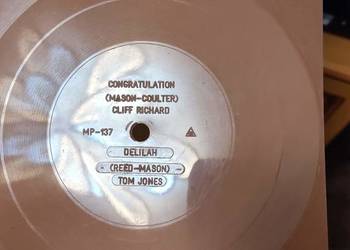 CONGRATULATION
(MASON-COULTER)
CLIFF RICHARD
MP-137
DELILAH
(REED-MASON)
TOM JONES